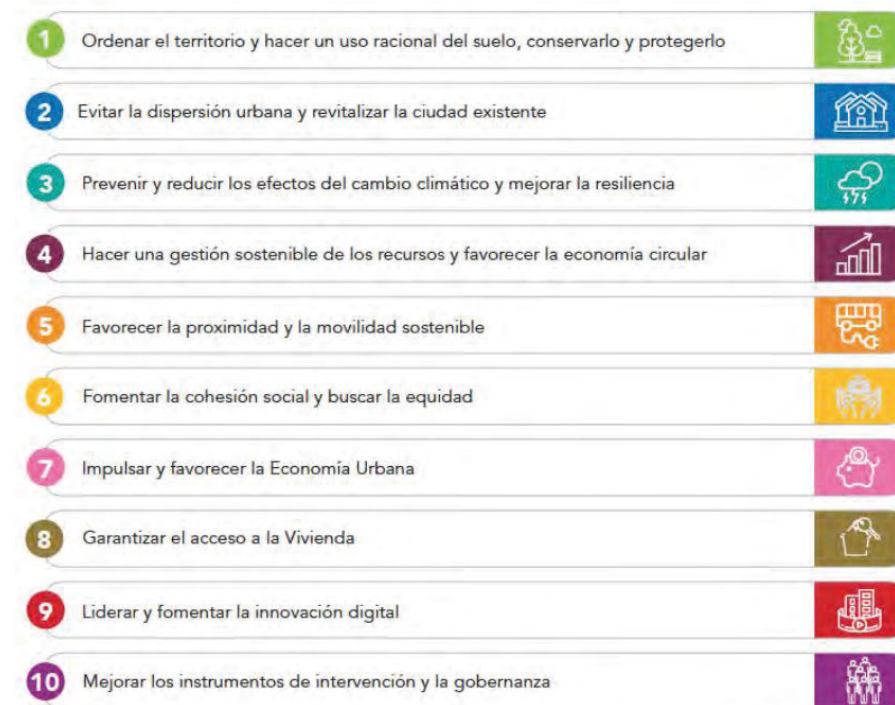 1 Ordenar el territorio y hacer un uso racional del suelo, conservarlo y protegerlo
2 Evitar la dispersión urbana y revitalizar la ciudad existente
3 Prevenir y reducir los efectos del cambio climático y mejorar la resiliencia
4 Hacer una gestión sostenible de los recursos y favorecer la economía circular
5 Favorecer la proximidad y la movilidad sostenible
6 Fomentar la cohesión social y buscar la equidad
7 Impulsar y favorecer la Economía Urbana
8 Garantizar el acceso a la Vivienda
9 Liderar y fomentar la innovación digital
10 Mejorar los instrumentos de intervención y la gobernanza